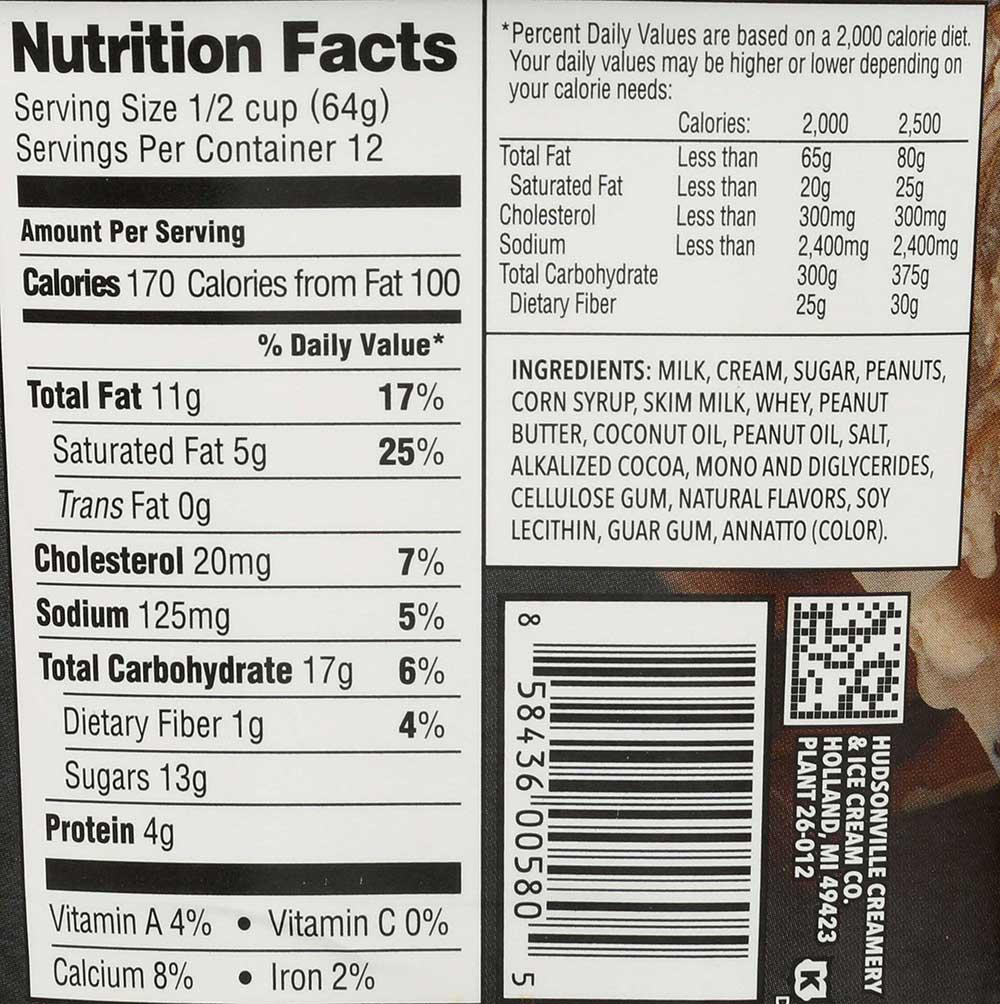 Nutrition Facts
Serving Size 1/2 cup (64g)
Servings Per Container 12
Amount Per Serving
Calories 170 Calories from Fat 100
% Daily Value*
Total Fat 11g 17%
Saturated Fat 5g 25%
Trans Fat 0g
Cholesterol 20mg 7%
Sodium 125mg 5%
Total Carbohydrate 17g 6%
Dietary Fiber 1g 4%
Sugars 13g
Protein 4g
Vitamin A 4% • Vitamin C 0%
Calcium 8% • Iron 2%
*Percent Daily Values are based on a 2,000 calorie diet.
Your daily values may be higher or lower depending on
your calorie needs:
Calories: 2,000 2,500
Total Fat Less than 65g 80g
Saturated Fat Less than 20g 25g
Cholesterol Less than 300mg 300mg
Sodium Less than 2,400mg 2,400mg
Total Carbohydrate 300g 375g
Dietary Fiber 25g 30g
INGREDIENTS: MILK, CREAM, SUGAR, PEANUTS,
CORN SYRUP, SKIM MILK, WHEY, PEANUT
BUTTER, COCONUT OIL, PEANUT OIL, SALT,
ALKALIZED COCOA, MONO AND DIGLYCERIDES,
CELLULOSE GUM, NATURAL FLAVORS, SOY
LECITHIN, GUAR GUM, ANNATTO (COLOR).
8 58436 00580 5
HUDSONVILLE CREAMERY
& ICE CREAM CO.
HOLLAND, MI 49423
PLANT 26-012
K